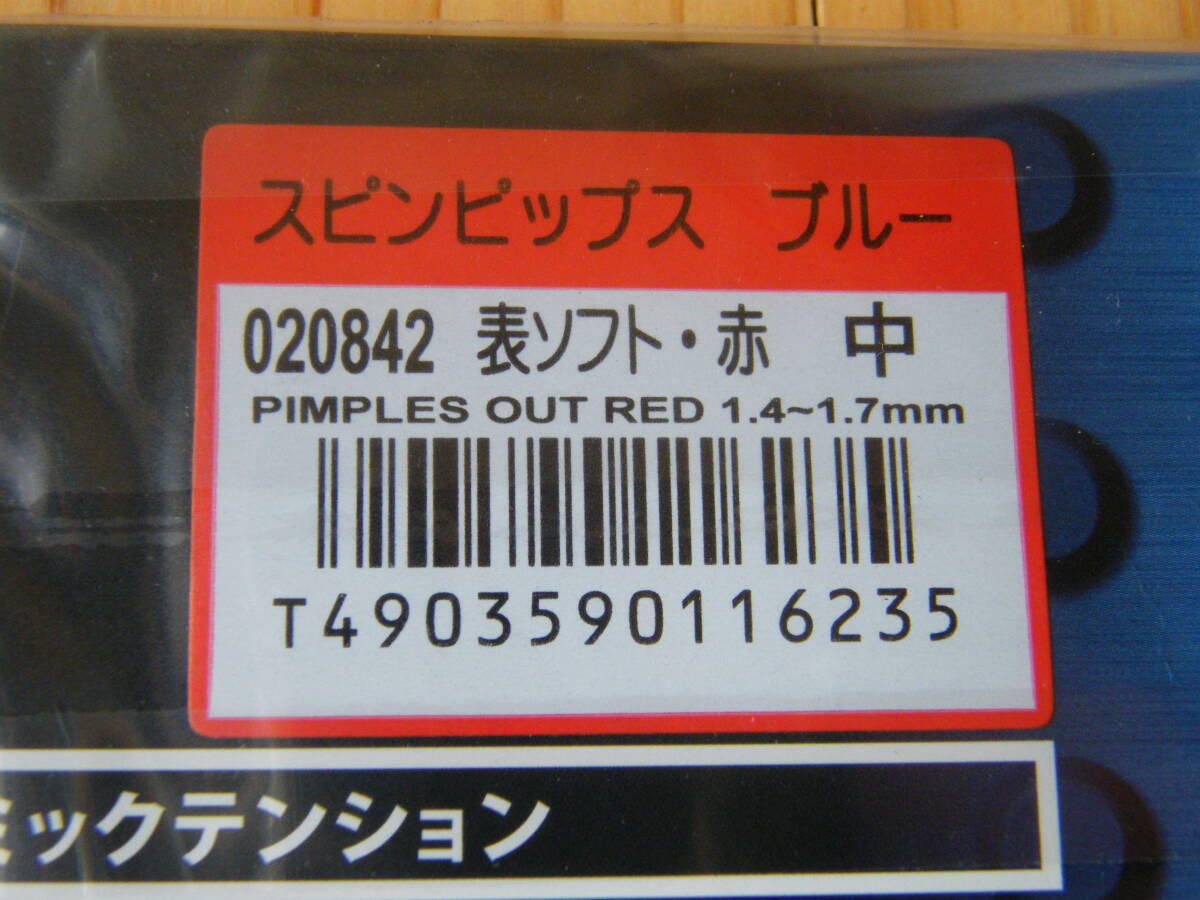 スピンピップス ブルー
020842 表ソフト・赤 中
PIMPLES OUT RED 1.4~1.7mm
T4903590116235
ミックテンション